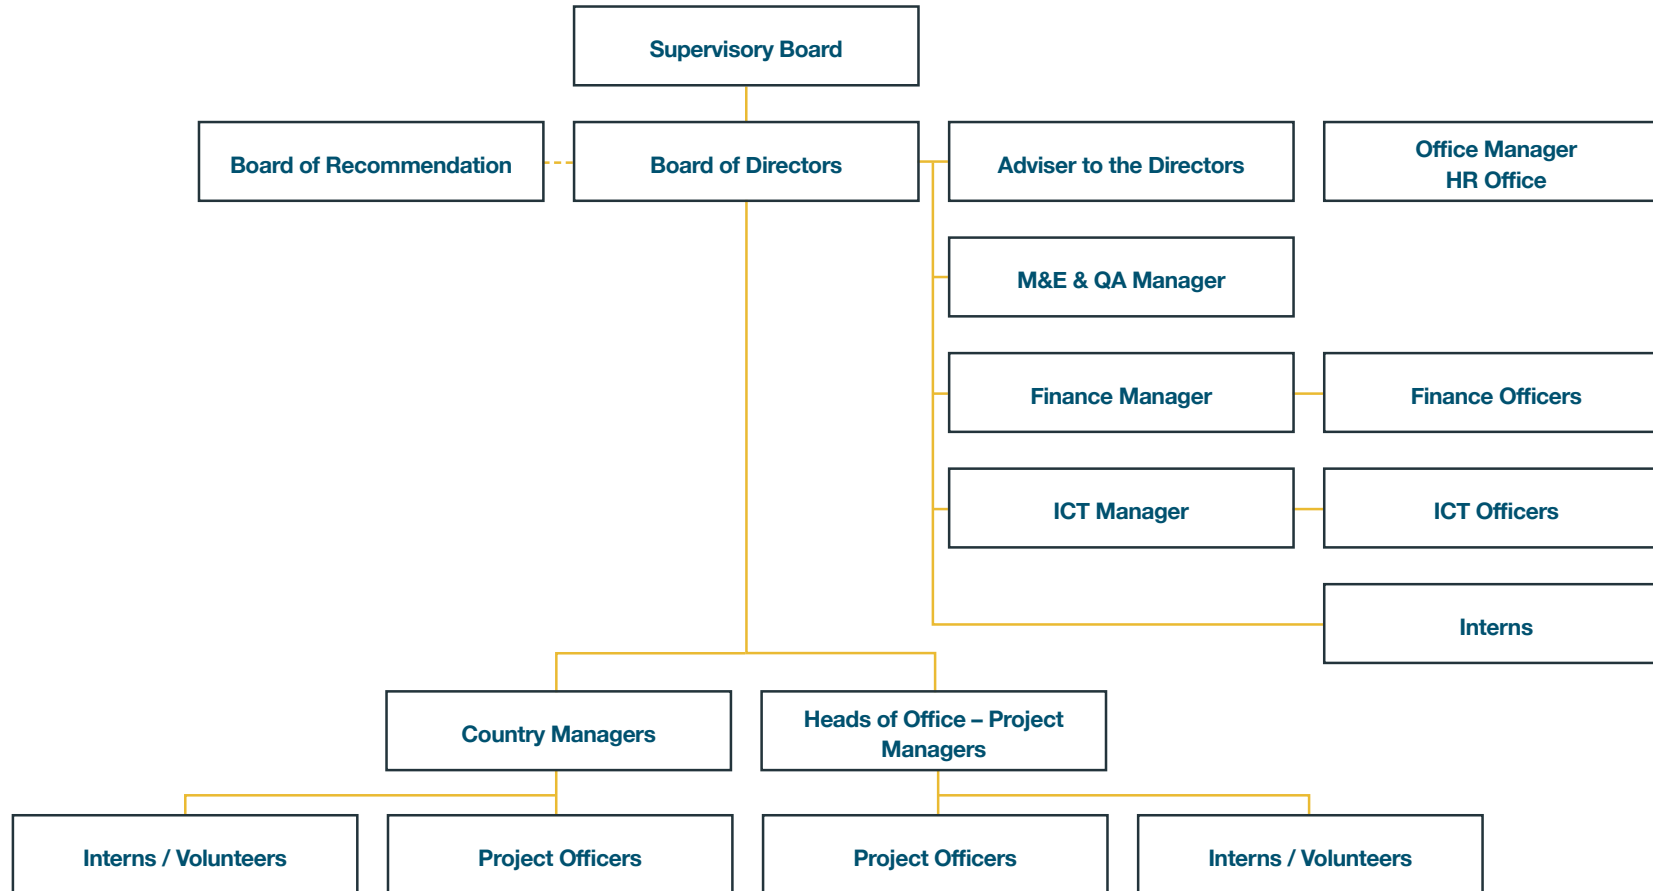 Supervisory Board
Board of Recommendation
Board of Directors
Adviser to the Directors
Office Manager
HR Office
M&E & QA Manager
Finance Manager
Finance Officers
ICT Manager
ICT Officers
Interns
Country Managers
Heads of Office – Project
Managers
Interns / Volunteers
Project Officers
Project Officers
Interns / Volunteers